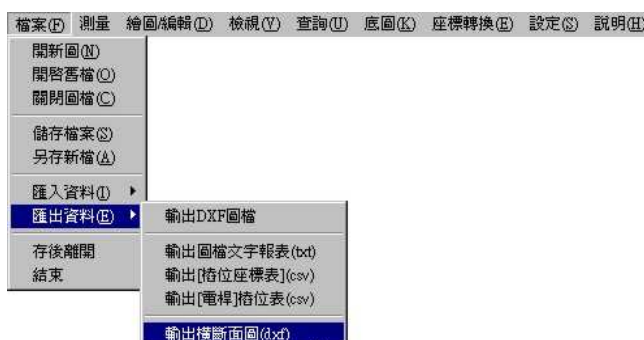 檔案(F) 測量 繪圖/編輯(D) 檢視(V) 查詢(U) 底圖(K) 座標轉換(E) 設定(S) 說明(H)
開新圖(N)
開啓舊檔(O)
關閉圖檔(C)
儲存檔案(S)
另存新檔(A)
匯入資料(I)
匯出資料(E)
存後離開
結束
輸出DXF圖檔
輸出圖檔文字報表(txt)
輸出[樁位座標表](csv)
輸出[電桿]樁位表(csv)
輸出橫斷面圖(dxf)